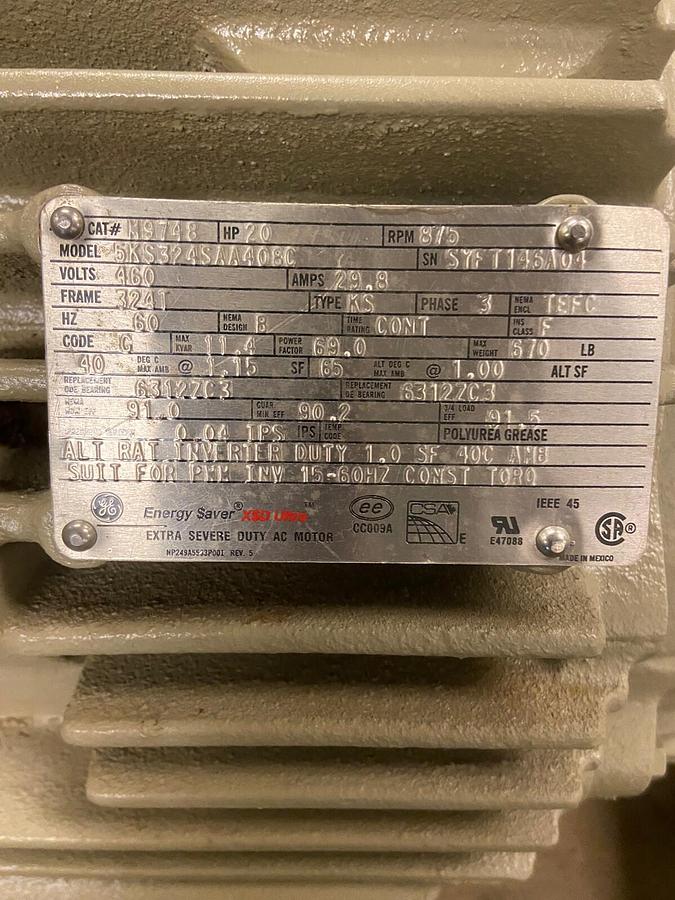 CAT# M9748 HP 20 RPM 875
MODEL 5KS324SAA408C SN
VOLTS 460 AMPS 29.8
FRAME 324T TYPE KS PHASE 3 NEMA ENCL TEFC
HZ 60 NEMA DESIGN B TIME RATING CONT INS CLASS F
CODE G MAX KVAR 11.4 POWER FACTOR 69.0 MAX WEIGHT 670 LB
40 DEG C MAX AMB @ 1.15 SF 65 ALT DEG C MAX AMB @ 1.00 ALT SF
REPLACEMENT ODE BEARING 6312ZC3 REPLACEMENT DE BEARING 6312ZC3
NEMA NOM EFF 91.0 GUAR MIN EFF 90.2 3/4 LOAD EFF 91.5
0.04 IPS IPS TEMP CODE POLYUREA GREASE
ALT RAT INVERTER DUTY 1.0 SF 40C AMB
SUIT FOR PWM INV 15-60HZ CONST TORQ
GE Energy $aver® XSD Ultra™ ee CSA IEEE 45
CC009A E E47088 SA®
EXTRA SEVERE DUTY AC MOTOR
REV. 5 MADE IN MEXICO